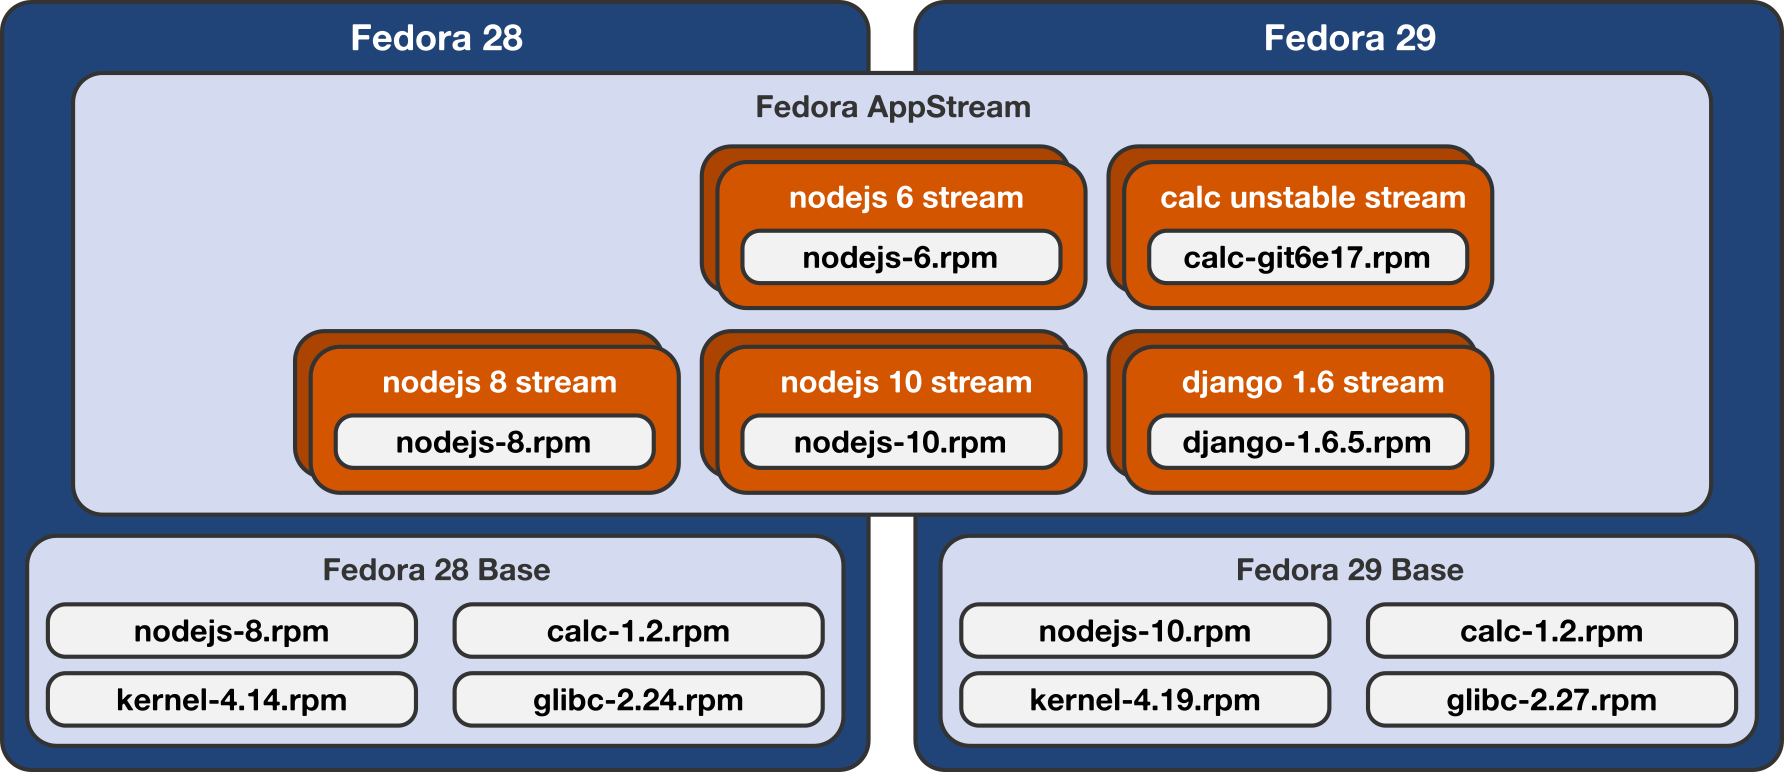 Fedora 28
Fedora 29
Fedora AppStream
nodejs 6 stream
nodejs-6.rpm
calc unstable stream
calc-git6e17.rpm
nodejs 8 stream
nodejs-8.rpm
nodejs 10 stream
nodejs-10.rpm
django 1.6 stream
django-1.6.5.rpm
Fedora 28 Base
nodejs-8.rpm
calc-1.2.rpm
kernel-4.14.rpm
glibc-2.24.rpm
Fedora 29 Base
nodejs-10.rpm
calc-1.2.rpm
kernel-4.19.rpm
glibc-2.27.rpm